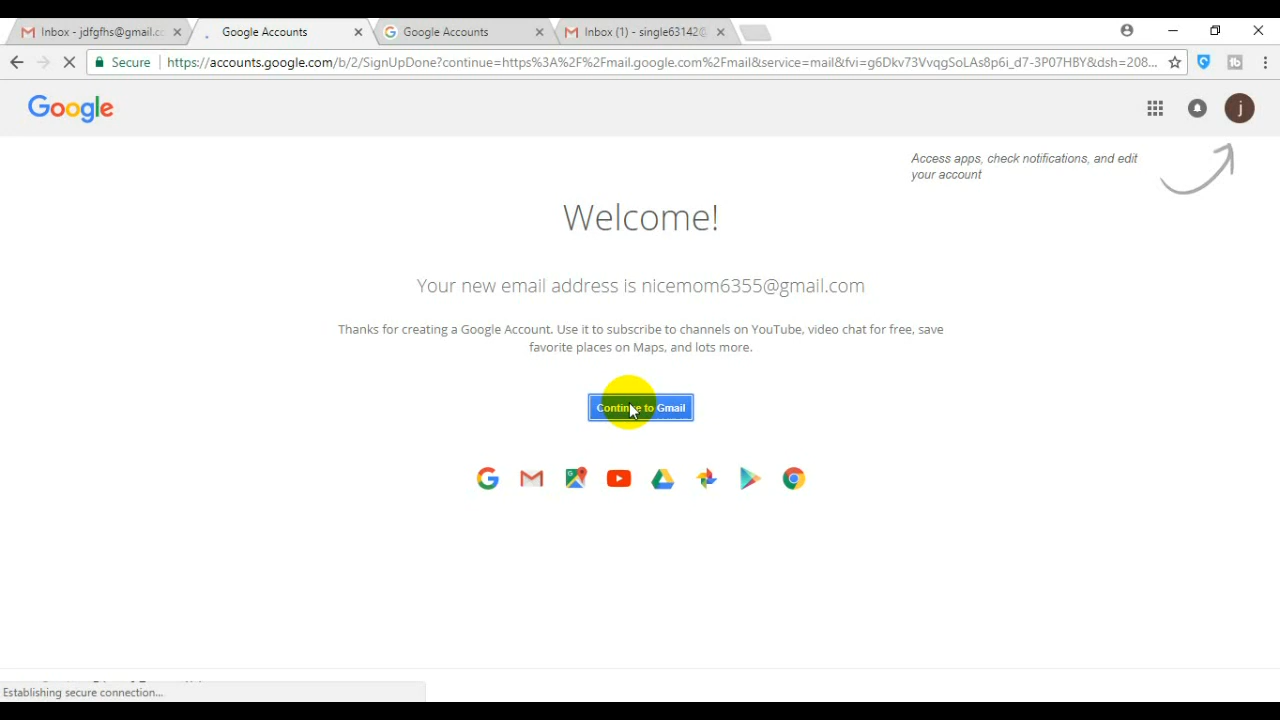 Inbox - jdfgfhs@gmail.cc
Google Accounts
Google Accounts
Inbox (1) - single63142@
Secure
https://accounts.google.com/b/2/SignUpDone?continue=https%3A%2F%2Fmail.google.com%2Fmail&service=mail&fvi=g6Dkv73VvqgSoLAs8p6i_d7-3P07HBY&dsh=208...
Google
j
Access apps, check notifications, and edit
your account
Welcome!
Your new email address is nicemom6355@gmail.com
Thanks for creating a Google Account. Use it to subscribe to channels on YouTube, video chat for free, save
favorite places on Maps, and lots more.
Continue to Gmail
Establishing secure connection...